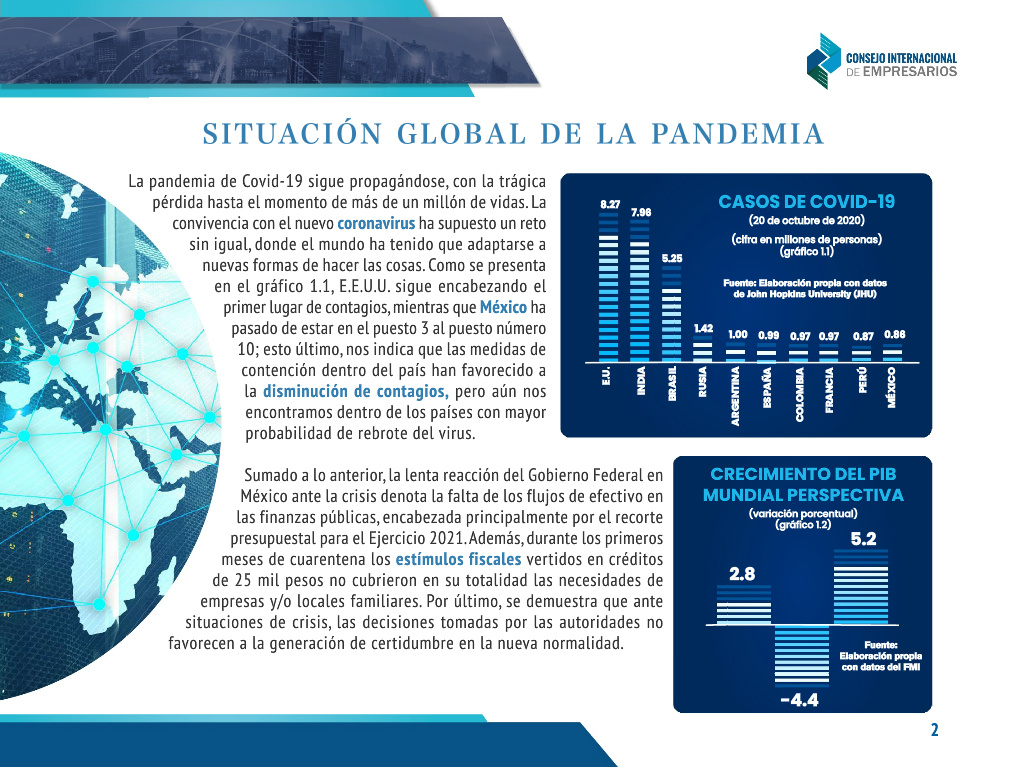 CONSEJO INTERNACIONAL
DE EMPRESARIOS
SITUACIÓN GLOBAL DE LA PANDEMIA
La pandemia de Covid-19 sigue propagándose, con la trágica
pérdida hasta el momento de más de un millón de vidas. La
convivencia con el nuevo coronavirus ha supuesto un reto
sin igual, donde el mundo ha tenido que adaptarse a
nuevas formas de hacer las cosas. Como se presenta
en el gráfico 1.1, E.E.U.U. sigue encabezando el
primer lugar de contagios, mientras que México ha
pasado de estar en el puesto 3 al puesto número
10; esto último, nos indica que las medidas de
contención dentro del país han favorecido a
la disminución de contagios, pero aún nos
encontramos dentro de los países con mayor
probabilidad de rebrote del virus.
CASOS DE COVID-19
(20 de octubre de 2020)
(cifra en millones de personas)
(gráfico 1.1)
Fuente: Elaboración propia con datos
de John Hopkins University (JHU)
8.27
7.96
5.25
1.42
1.00
0.99
0.97
0.97
0.87
0.86
E.U.
INDIA
BRASIL
RUSIA
ARGENTINA
ESPAÑA
COLOMBIA
FRANCIA
PERÚ
MÉXICO
Sumado a lo anterior, la lenta reacción del Gobierno Federal en
México ante la crisis denota la falta de los flujos de efectivo en
las finanzas públicas, encabezada principalmente por el recorte
presupuestal para el Ejercicio 2021. Además, durante los primeros
meses de cuarentena los estímulos fiscales vertidos en créditos
de 25 mil pesos no cubrieron en su totalidad las necesidades de
empresas y/o locales familiares. Por último, se demuestra que ante
situaciones de crisis, las decisiones tomadas por las autoridades no
favorecen a la generación de certidumbre en la nueva normalidad.
CRECIMIENTO DEL PIB
MUNDIAL PERSPECTIVA
(variación porcentual)
(gráfico 1.2)
2.8
5.2
-4.4
Fuente:
Elaboración propia
con datos del FMI
2